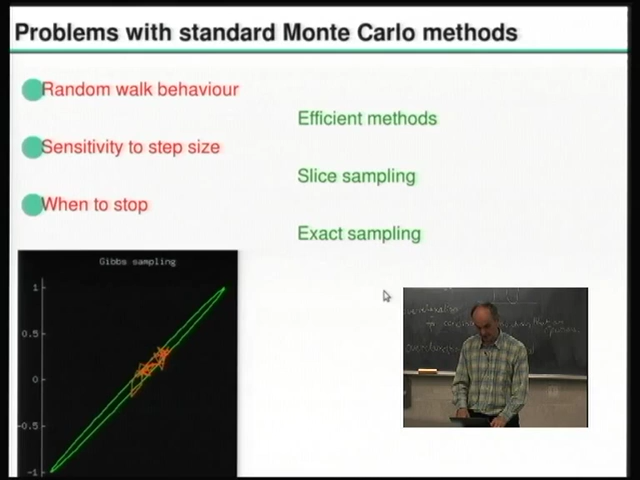 Problems with standard Monte Carlo methods
Random walk behaviour
Efficient methods
Sensitivity to step size
Slice sampling
When to stop
Exact sampling
Gibbs sampling
1
0.5
0
-0.5
-1